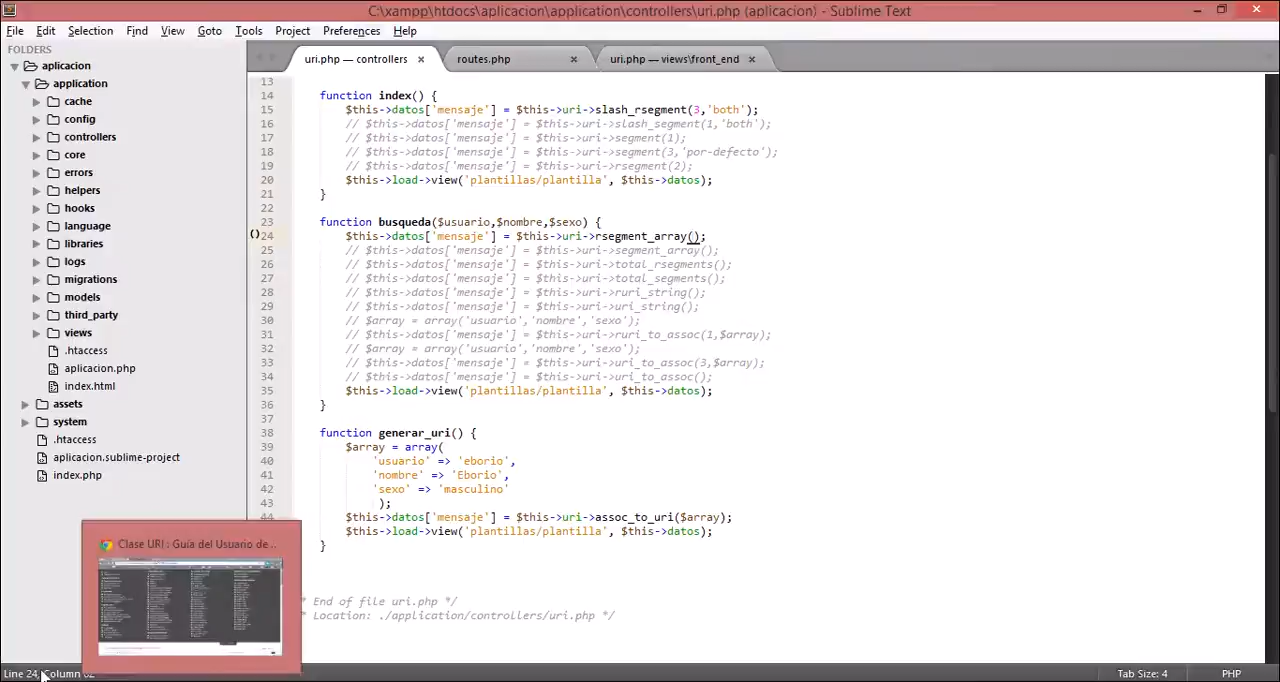 C:\xampp\htdocs\aplicacion\application\controllers\uri.php (aplicacion) - Sublime Text
File Edit Selection Find View Goto Tools Project Preferences Help
FOLDERS
aplicacion
application
cache
config
controllers
core
errors
helpers
hooks
language
libraries
logs
migrations
models
third_party
views
.htaccess
aplicacion.php
index.html
assets
system
.htaccess
aplicacion.sublime-project
index.php
uri.php — controllers × routes.php × uri.php — views\front_end ×
13
14 function index() {
15 $this->datos['mensaje'] = $this->uri->slash_rsegment(3,'both');
16 // $this->datos['mensaje'] = $this->uri->slash_segment(1,'both');
17 // $this->datos['mensaje'] = $this->uri->segment(1);
18 // $this->datos['mensaje'] = $this->uri->segment(3,'por-defecto');
19 // $this->datos['mensaje'] = $this->uri->rsegment(2);
20 $this->load->view('plantillas/plantilla', $this->datos);
21 }
22
23 function busqueda($usuario,$nombre,$sexo) {
()24 $this->datos['mensaje'] = $this->uri->rsegment_array();
25 // $this->datos['mensaje'] = $this->uri->segment_array();
26 // $this->datos['mensaje'] = $this->uri->total_rsegments();
27 // $this->datos['mensaje'] = $this->uri->total_segments();
28 // $this->datos['mensaje'] = $this->uri->ruri_string();
29 // $this->datos['mensaje'] = $this->uri->uri_string();
30 // $array = array('usuario','nombre','sexo');
31 // $this->datos['mensaje'] = $this->uri->ruri_to_assoc(1,$array);
32 // $array = array('usuario','nombre','sexo');
33 // $this->datos['mensaje'] = $this->uri->uri_to_assoc(3,$array);
34 // $this->datos['mensaje'] = $this->uri->uri_to_assoc();
35 $this->load->view('plantillas/plantilla', $this->datos);
36 }
37
38 function generar_uri() {
39 $array = array(
40 'usuario' => 'eborio',
41 'nombre' => 'Eborio',
42 'sexo' => 'masculino'
43 );
44 $this->datos['mensaje'] = $this->uri->assoc_to_uri($array);
$this->load->view('plantillas/plantilla', $this->datos);
}
* End of file uri.php */
* Location: ./application/controllers/uri.php */
Clase URI : Guía del Usuario de ..
Line 24, Column
Tab Size: 4 PHP